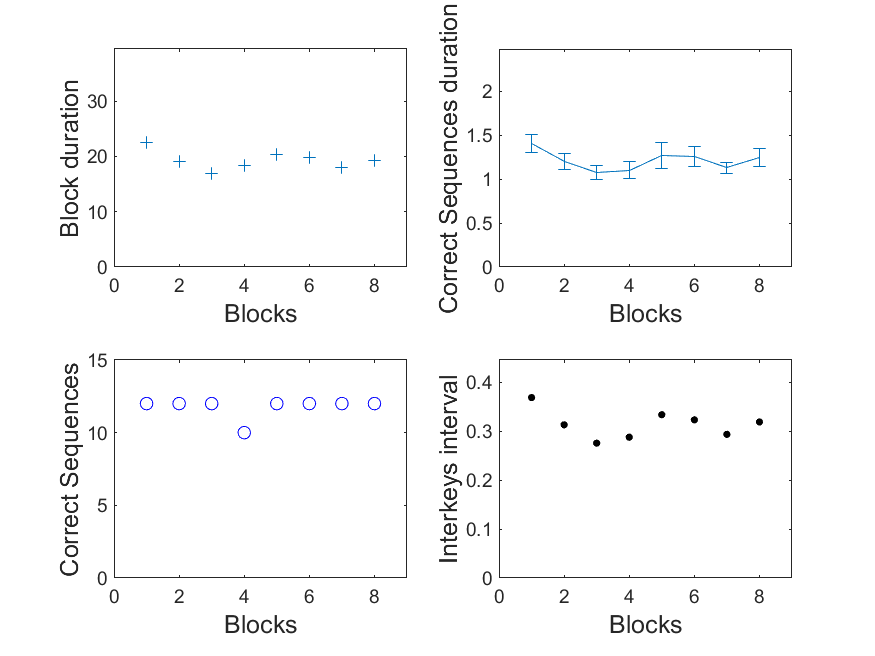 Block duration
30
20
10
0
0 2 4 6 8
Blocks
Correct Sequences duration
2
1.5
1
0.5
0
0 2 4 6 8
Blocks
Correct Sequences
15
10
5
0
0 2 4 6 8
Blocks
Interkeys interval
0.4
0.3
0.2
0.1
0
0 2 4 6 8
Blocks